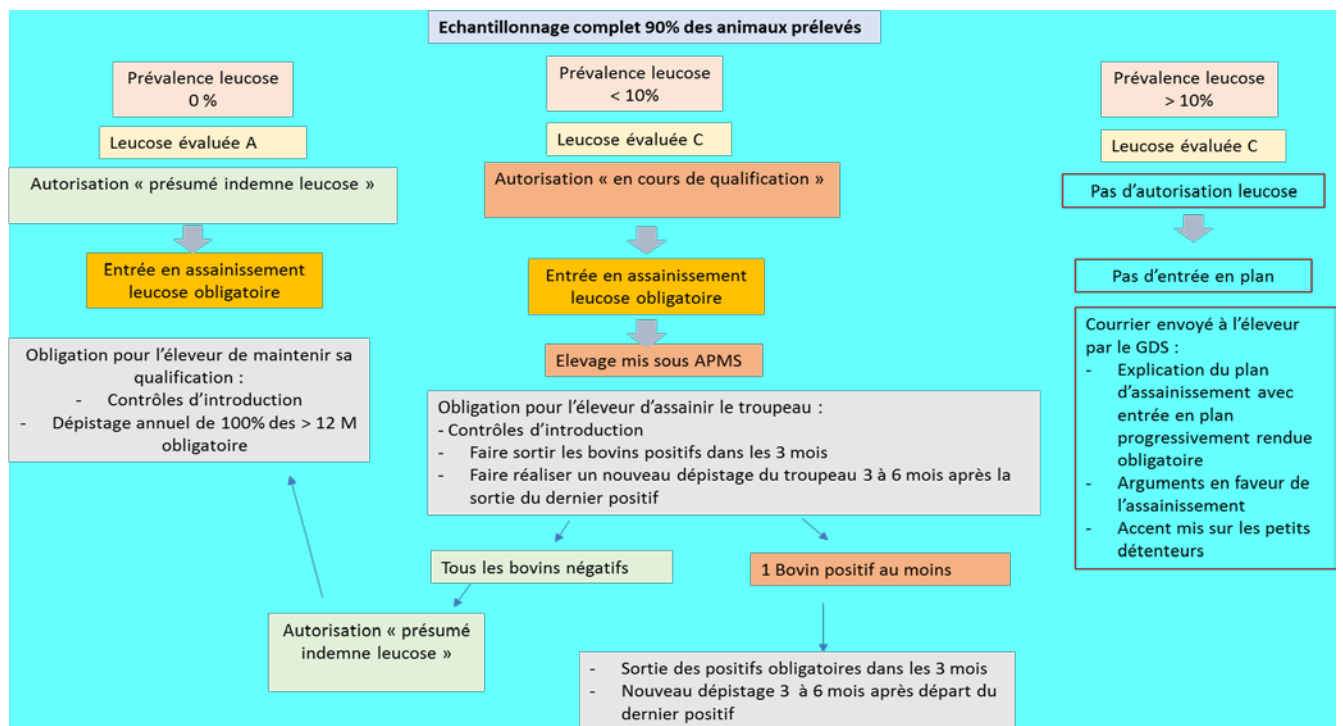 Echantillonnage complet 90% des animaux prélevés
Prévalence leucose
0 %
Leucose évaluée A
Autorisation « présumé indemne leucose »
Entrée en assainissement
leucose obligatoire
Obligation pour l'éleveur de maintenir sa
qualification :
- Contrôles d'introduction
- Dépistage annuel de 100% des > 12 M
obligatoire
Prévalence leucose
< 10%
Leucose évaluée C
Autorisation « en cours de qualification »
Entrée en assainissement
leucose obligatoire
Elevage mis sous APMS
Obligation pour l'éleveur d'assainir le troupeau :
- Contrôles d'introduction
- Faire sortir les bovins positifs dans les 3 mois
- Faire réaliser un nouveau dépistage du troupeau 3 à 6 mois après la
sortie du dernier positif
Tous les bovins négatifs
1 Bovin positif au moins
Autorisation « présumé
indemne leucose »
- Sortie des positifs obligatoires dans les 3 mois
- Nouveau dépistage 3 à 6 mois après départ du
dernier positif
Prévalence leucose
> 10%
Leucose évaluée C
Pas d'autorisation leucose
Pas d'entrée en plan
Courrier envoyé à l'éleveur
par le GDS :
- Explication du plan
d'assainissement avec
entrée en plan
progressivement rendue
obligatoire
- Arguments en faveur de
l'assainissement
- Accent mis sur les petits
détenteurs